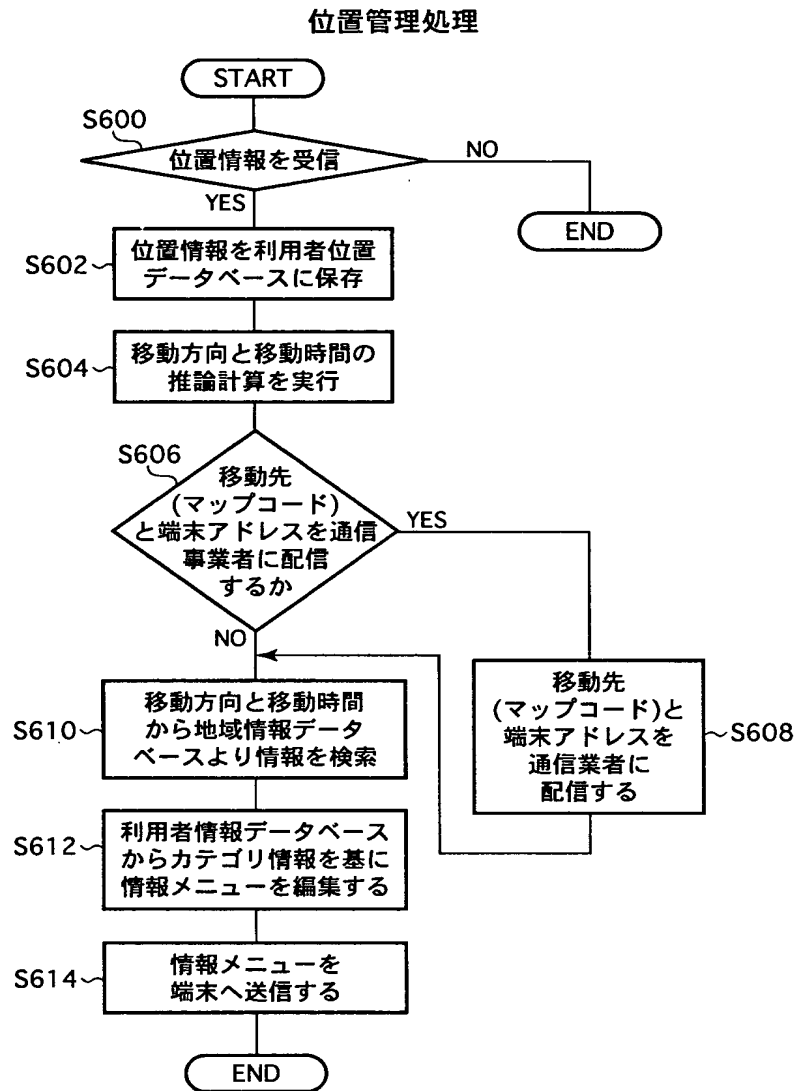 位置管理処理
START
S600
位置情報を受信
NO
YES
END
S602
位置情報を利用者位置
データベースに保存
S604
移動方向と移動時間の
推論計算を実行
S606
移動先
(マップコード)
と端末アドレスを通信
事業者に配信
するか
YES
NO
移動先
(マップコード)と
端末アドレスを
通信業者に
配信する
S608
S610
移動方向と移動時間
から地域情報データ
ベースより情報を検索
S612
利用者情報データベース
からカテゴリ情報を基に
情報メニューを編集する
S614
情報メニューを
端末へ送信する
END